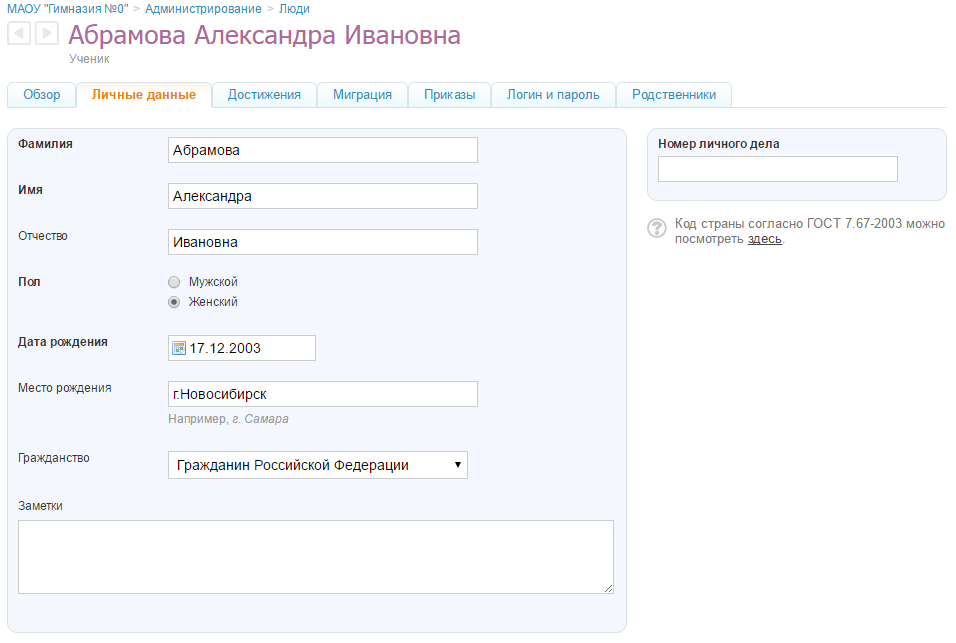 МАОУ "Гимназия №0" > Администрирование > Люди
Абрамова Александра Ивановна
Ученик
Обзор Личные данные Достижения Миграция Приказы Логин и пароль Родственники
Фамилия Абрамова
Имя Александра
Отчество Ивановна
Пол Мужской
Женский
Дата рождения 17.12.2003
Место рождения г.Новосибирск
Например, г. Самара
Гражданство Гражданин Российской Федерации
Заметки
Номер личного дела
Код страны согласно ГОСТ 7.67-2003 можно
посмотреть здесь.